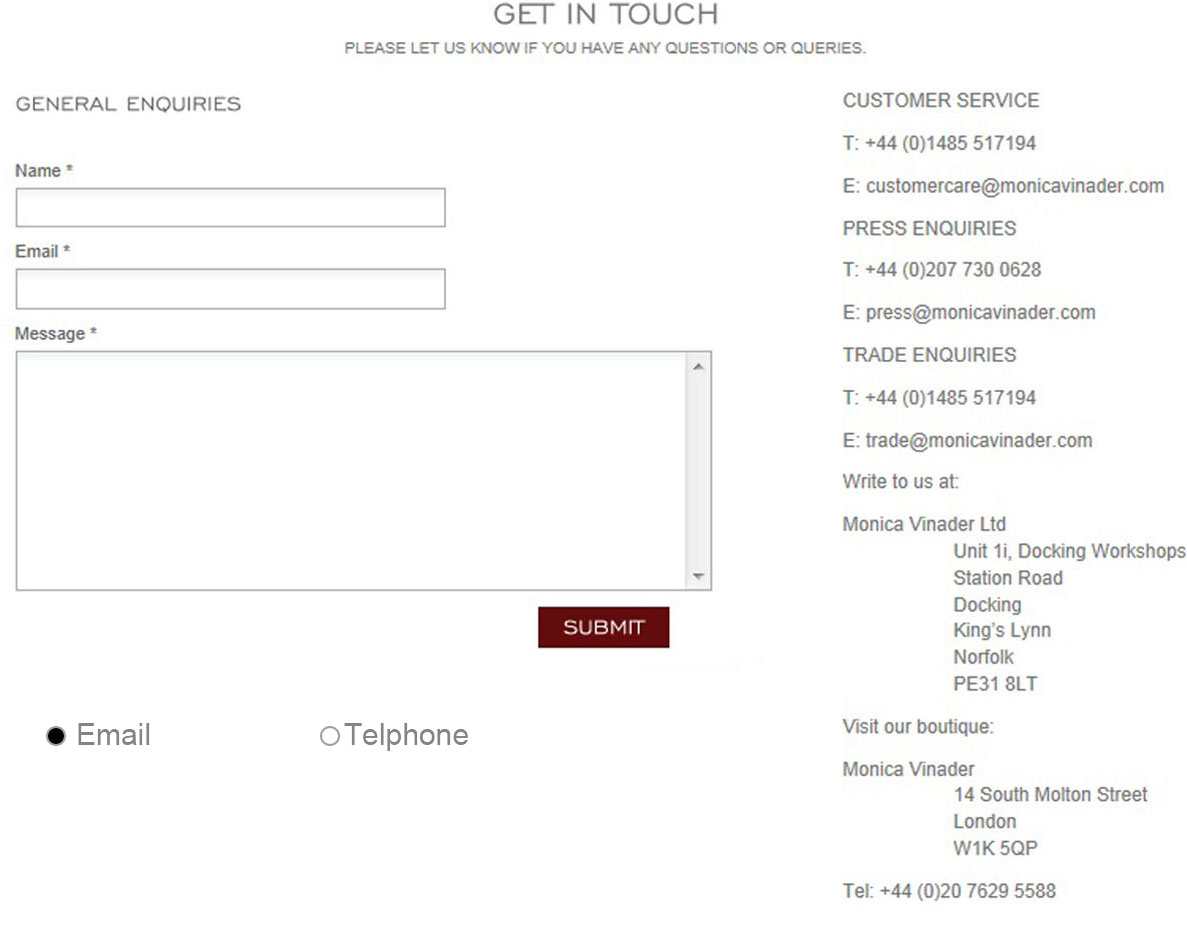 GET IN TOUCH
PLEASE LET US KNOW IF YOU HAVE ANY QUESTIONS OR QUERIES.
GENERAL ENQUIRIES
Name *
Email *
Message *
SUBMIT
Email
Telphone
CUSTOMER SERVICE
T: +44 (0)1485 517194
E: customercare@monicavinader.com
PRESS ENQUIRIES
T: +44 (0)207 730 0628
E: press@monicavinader.com
TRADE ENQUIRIES
T: +44 (0)1485 517194
E: trade@monicavinader.com
Write to us at:
Monica Vinader Ltd
Unit 1i, Docking Workshops
Station Road
Docking
King's Lynn
Norfolk
PE31 8LT
Visit our boutique:
Monica Vinader
14 South Molton Street
London
W1K 5QP
Tel: +44 (0)20 7629 5588